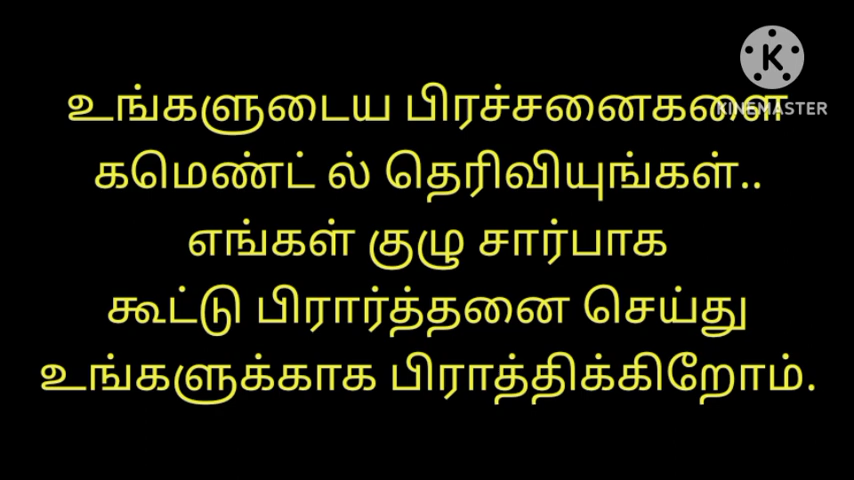 உங்களுடைய பிரச்சனைகளை
கமெண்ட் ல் தெரிவியுங்கள்..
எங்கள் குழு சார்பாக
கூட்டு பிரார்த்தனை செய்து
உங்களுக்காக பிராத்திக்கிறோம்.
K
KINEMASTER